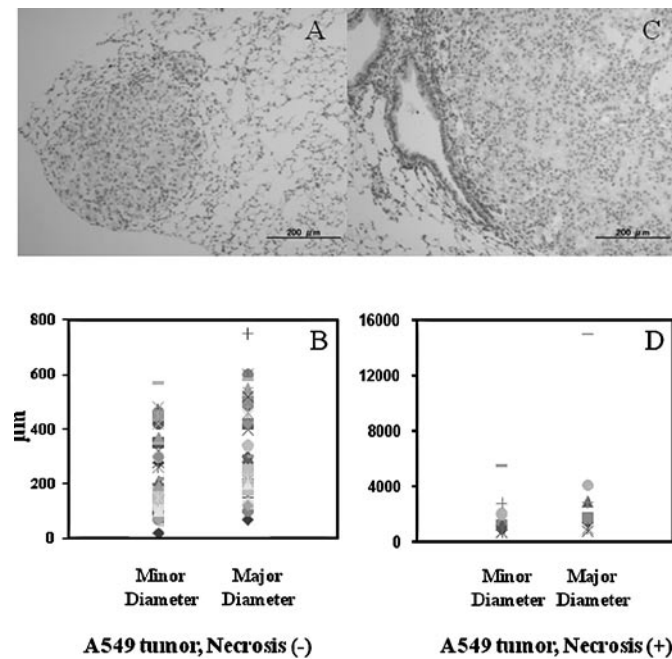 A
C
200 μm
200 μm
B
800
600
400
200
0
μm
Minor
Diameter
Major
Diameter
A549 tumor, Necrosis (-)
D
16000
12000
8000
4000
0
Minor
Diameter
Major
Diameter
A549 tumor, Necrosis (+)